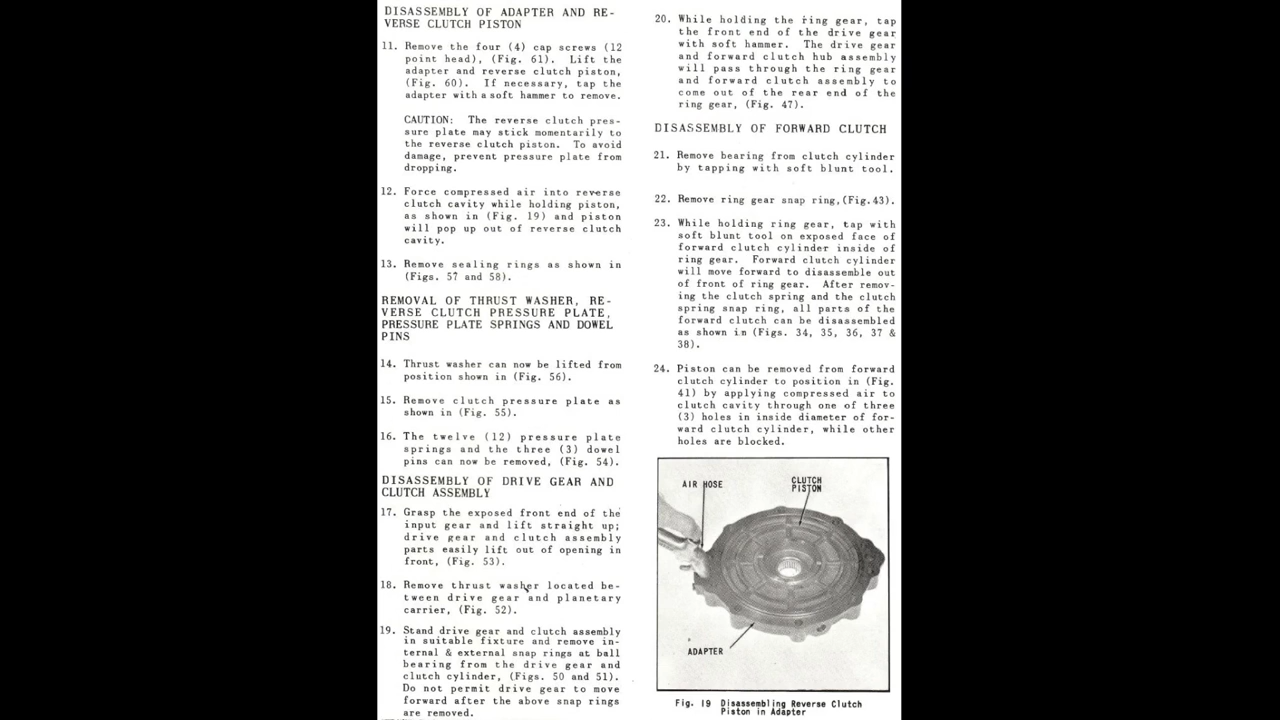 DISASSEMBLY OF ADAPTER AND RE-
VERSE CLUTCH PISTON
11. Remove the four (4) cap screws (12
point head), (Fig. 61). Lift the
adapter and reverse clutch piston,
(Fig. 60). If necessary, tap the
adapter with a soft hammer to remove.
CAUTION: The reverse clutch pres-
sure plate may stick momentarily to
the reverse clutch piston. To avoid
damage, prevent pressure plate from
dropping.
12. Force compressed air into reverse
clutch cavity while holding piston,
as shown in (Fig. 19) and piston
will pop up out of reverse clutch
cavity.
13. Remove sealing rings as shown in
(Figs. 57 and 58).
REMOVAL OF THRUST WASHER, RE-
VERSE CLUTCH PRESSURE PLATE,
PRESSURE PLATE SPRINGS AND DOWEL
PINS
14. Thrust washer can now be lifted from
position shown in (Fig. 56).
15. Remove clutch pressure plate as
shown in (Fig. 55).
16. The twelve (12) pressure plate
springs and the three (3) dowel
pins can now be removed, (Fig. 54).
DISASSEMBLY OF DRIVE GEAR AND
CLUTCH ASSEMBLY
17. Grasp the exposed front end of the
input gear and lift straight up;
drive gear and clutch assembly
parts easily lift out of opening in
front, (Fig. 53).
18. Remove thrust washer located be-
tween drive gear and planetary
carrier, (Fig. 52).
19. Stand drive gear and clutch assembly
in suitable fixture and remove in-
ternal & external snap rings at ball
bearing from the drive gear and
clutch cylinder, (Figs. 50 and 51).
Do not permit drive gear to move
forward after the above snap rings
are removed.
20. While holding the ring gear, tap
the front end of the drive gear
with soft hammer. The drive gear
and forward clutch hub assembly
will pass through the ring gear
and forward clutch assembly to
come out of the rear end of the
ring gear, (Fig. 47).
DISASSEMBLY OF FORWARD CLUTCH
21. Remove bearing from clutch cylinder
by tapping with soft blunt tool.
22. Remove ring gear snap ring,(Fig.43).
23. While holding ring gear, tap with
soft blunt tool on exposed face of
forward clutch cylinder inside of
ring gear. Forward clutch cylinder
will move forward to disassemble out
of front of ring gear. After remov-
ing the clutch spring and the clutch
spring snap ring, all parts of the
forward clutch can be disassembled
as shown in (Figs. 34, 35, 36, 37 &
38).
24. Piston can be removed from forward
clutch cylinder to position in (Fig.
41) by applying compressed air to
clutch cavity through one of three
(3) holes in inside diameter of for-
ward clutch cylinder, while other
holes are blocked.
AIR HOSE
CLUTCH
PISTON
ADAPTER
Fig. 19 Disassembling Reverse Clutch
Piston in Adapter